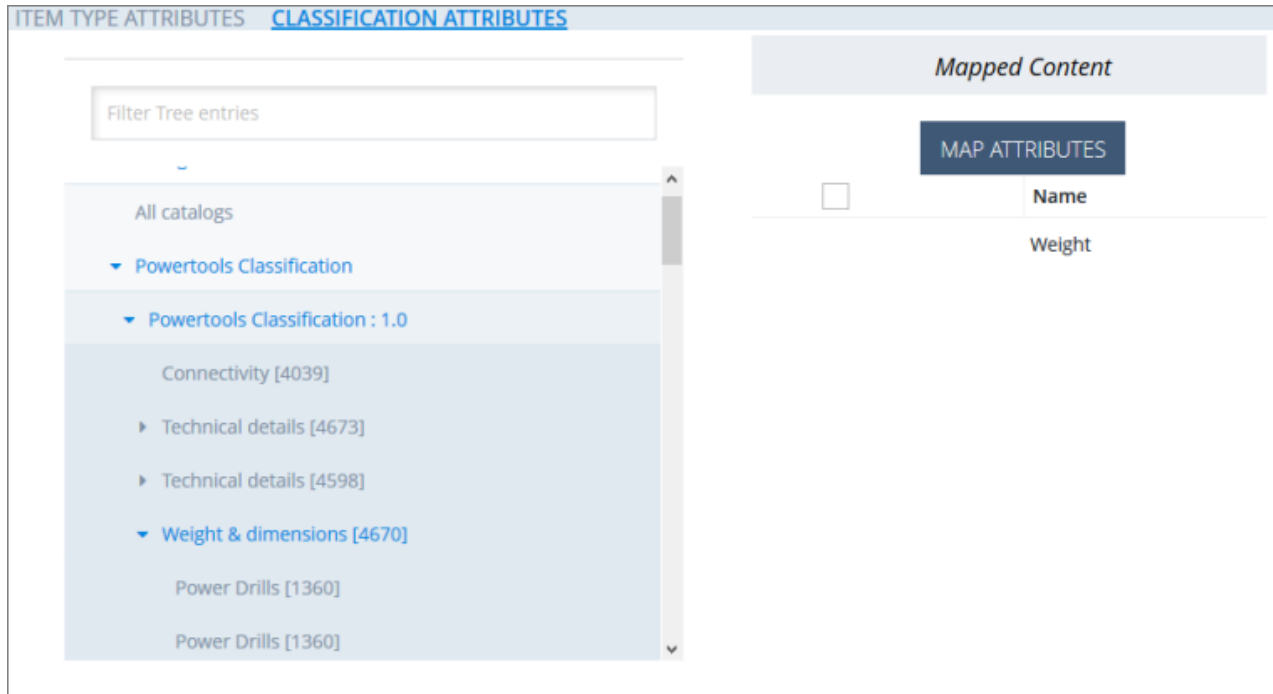 ITEM TYPE ATTRIBUTES CLASSIFICATION ATTRIBUTES
Filter Tree entries
All catalogs
Powertools Classification
Powertools Classification : 1.0
Connectivity [4039]
Technical details [4673]
Technical details [4598]
Weight & dimensions [4670]
Power Drills [1360]
Power Drills [1360]
Mapped Content
MAP ATTRIBUTES
Name
Weight